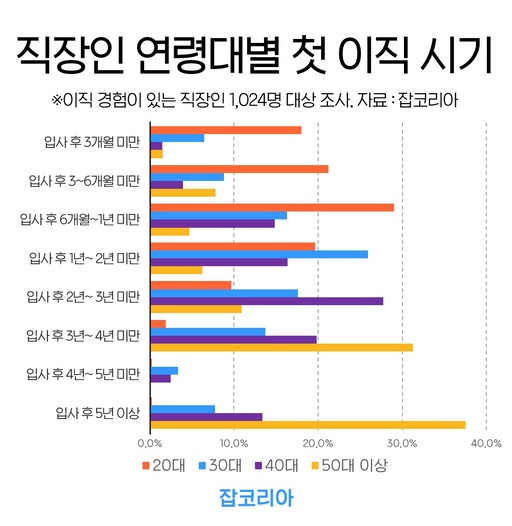 직장인 연령대별 첫 이직 시기
※이직 경험이 있는 직장인 1,024명 대상 조사. 자료 : 잡코리아
입사 후 3개월 미만
입사 후 3~6개월 미만
입사 후 6개월~1년 미만
입사 후 1년~ 2년 미만
입사 후 2년~ 3년 미만
입사 후 3년~ 4년 미만
입사 후 4년~ 5년 미만
입사 후 5년 이상
0.0% 10.0% 20.0% 30.0% 40.0%
20대 30대 40대 50대 이상
잡코리아